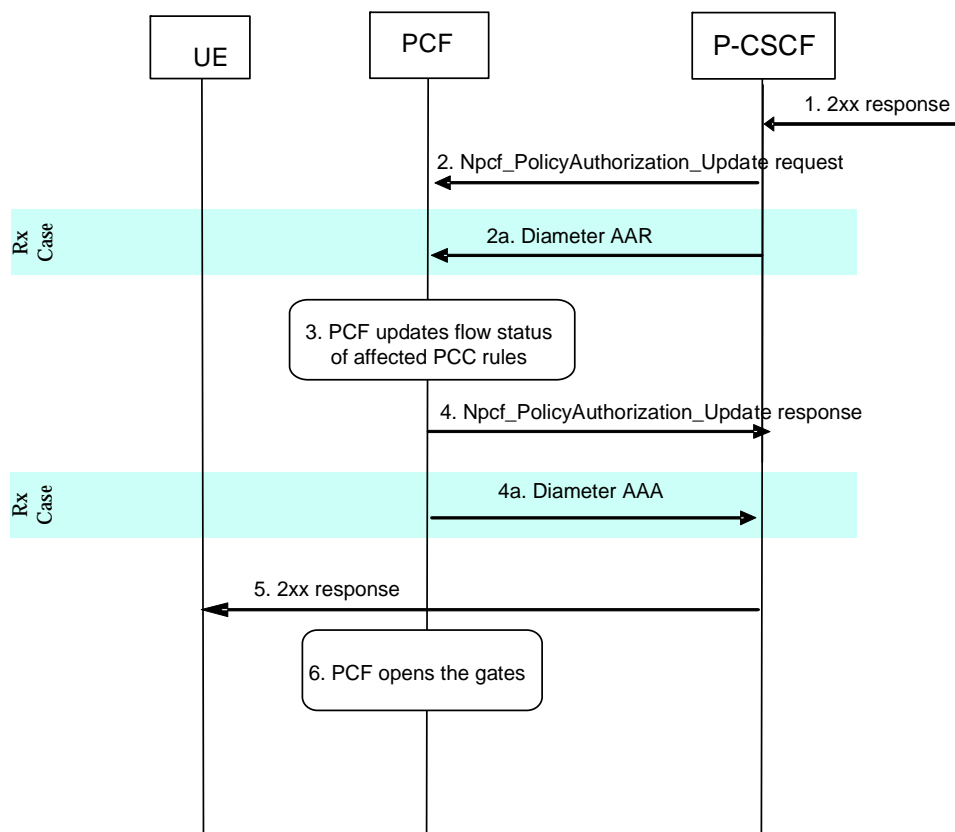 UE
PCF
P-CSCF
1. 2xx response
2. Npcf_PolicyAuthorization_Update request
Rx
Case
2a. Diameter AAR
3. PCF updates flow status
of affected PCC rules
4. Npcf_PolicyAuthorization_Update response
Rx
Case
4a. Diameter AAA
5. 2xx response
6. PCF opens the gates